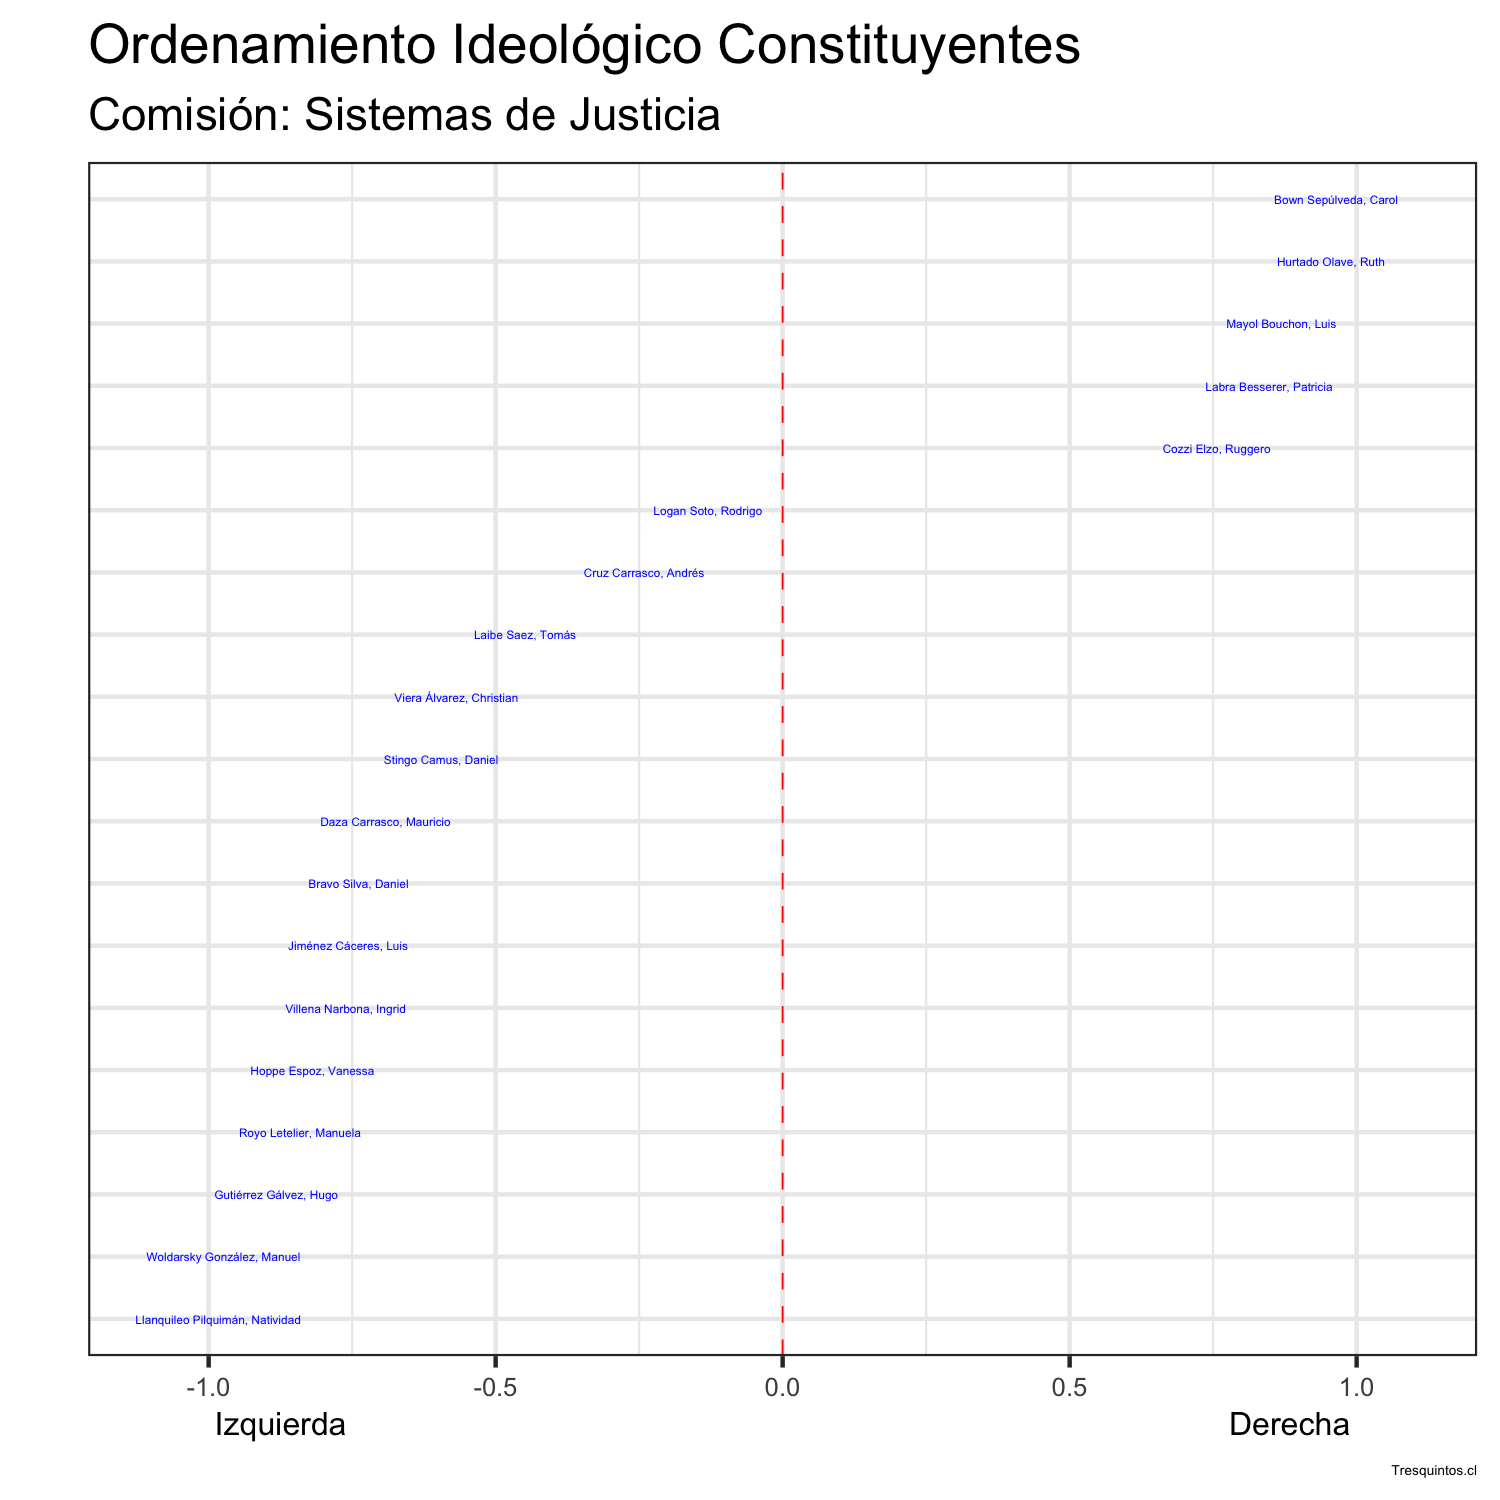 Ordenamiento Ideológico Constituyentes
Comisión: Sistemas de Justicia
Bown Sepúlveda, Carol
Hurtado Olave, Ruth
Mayol Bouchon, Luis
Labra Besserer, Patricia
Cozzi Elzo, Ruggero
Logan Soto, Rodrigo
Cruz Carrasco, Andrés
Laibe Saez, Tomás
Viera Álvarez, Christian
Stingo Camus, Daniel
Daza Carrasco, Mauricio
Bravo Silva, Daniel
Jiménez Cáceres, Luis
Villena Narbona, Ingrid
Hoppe Espoz, Vanessa
Royo Letelier, Manuela
Gutiérrez Gálvez, Hugo
Woldarsky González, Manuel
Llanquileo Pilquimán, Natividad
-1.0 -0.5 0.0 0.5 1.0
Izquierda Derecha
Tresquintos.cl